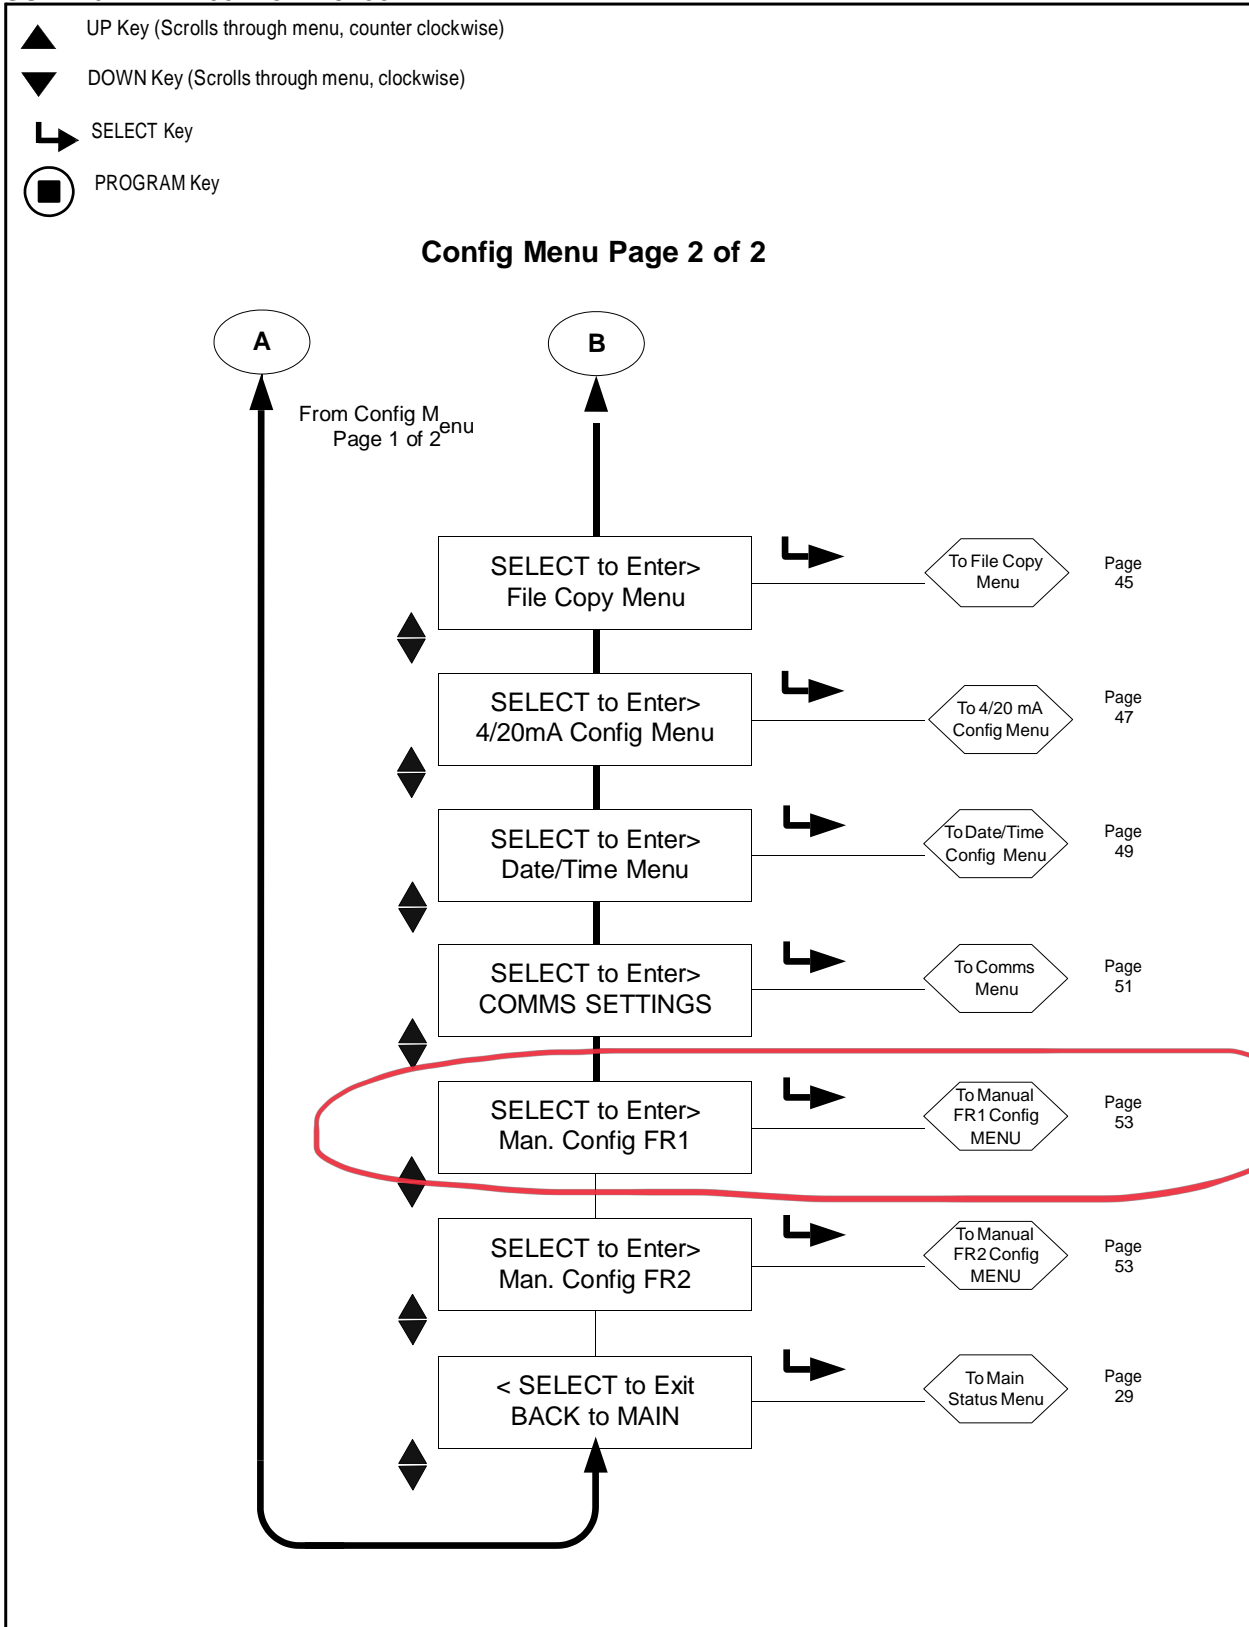 UP Key (Scrolls through menu, counter clockwise)
DOWN Key (Scrolls through menu, clockwise)
SELECT Key
PROGRAM Key
Config Menu Page 2 of 2
A
B
From Config Menu
Page 1 of 2
SELECT to Enter>
File Copy Menu
To File Copy
Menu
Page
45
SELECT to Enter>
4/20mA Config Menu
To 4/20 mA
Config Menu
Page
47
SELECT to Enter>
Date/Time Menu
To Date/Time
Config Menu
Page
49
SELECT to Enter>
COMMS SETTINGS
To Comms
Menu
Page
51
SELECT to Enter>
Man. Config FR1
To Manual
FR1 Config
MENU
Page
53
SELECT to Enter>
Man. Config FR2
To Manual
FR2 Config
MENU
Page
53
< SELECT to Exit
BACK to MAIN
To Main
Status Menu
Page
29